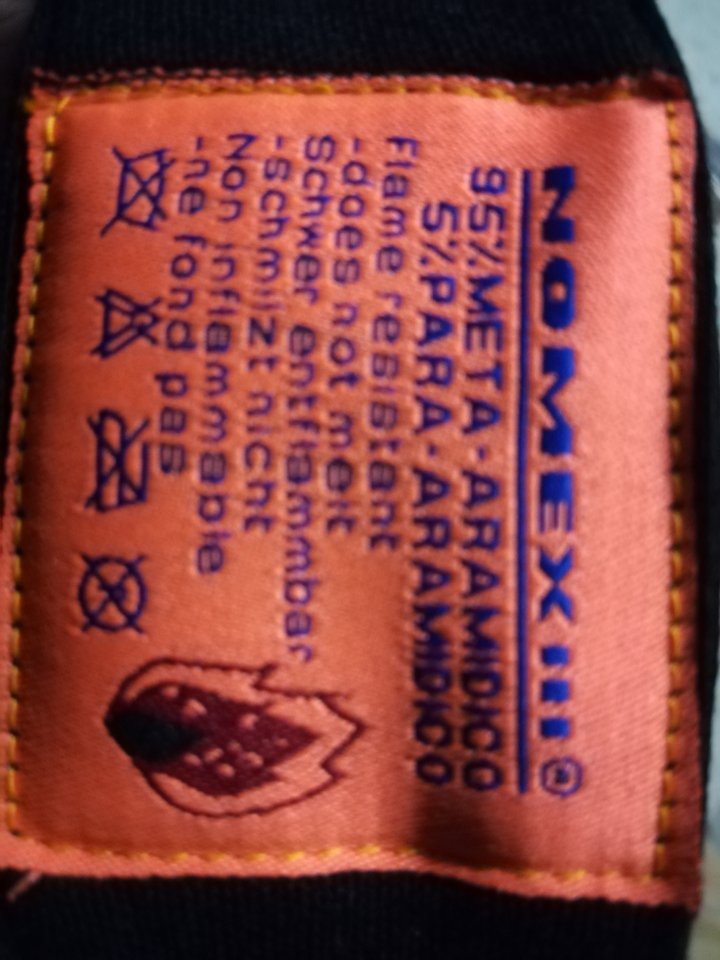 NOMEX III®
95% META-ARAMIDICO
5% PARA-ARAMIDICO
Flame resistant
-does not melt
Schwer entflammbar
-schmilzt nicht
Non inflammable
-ne fond pas